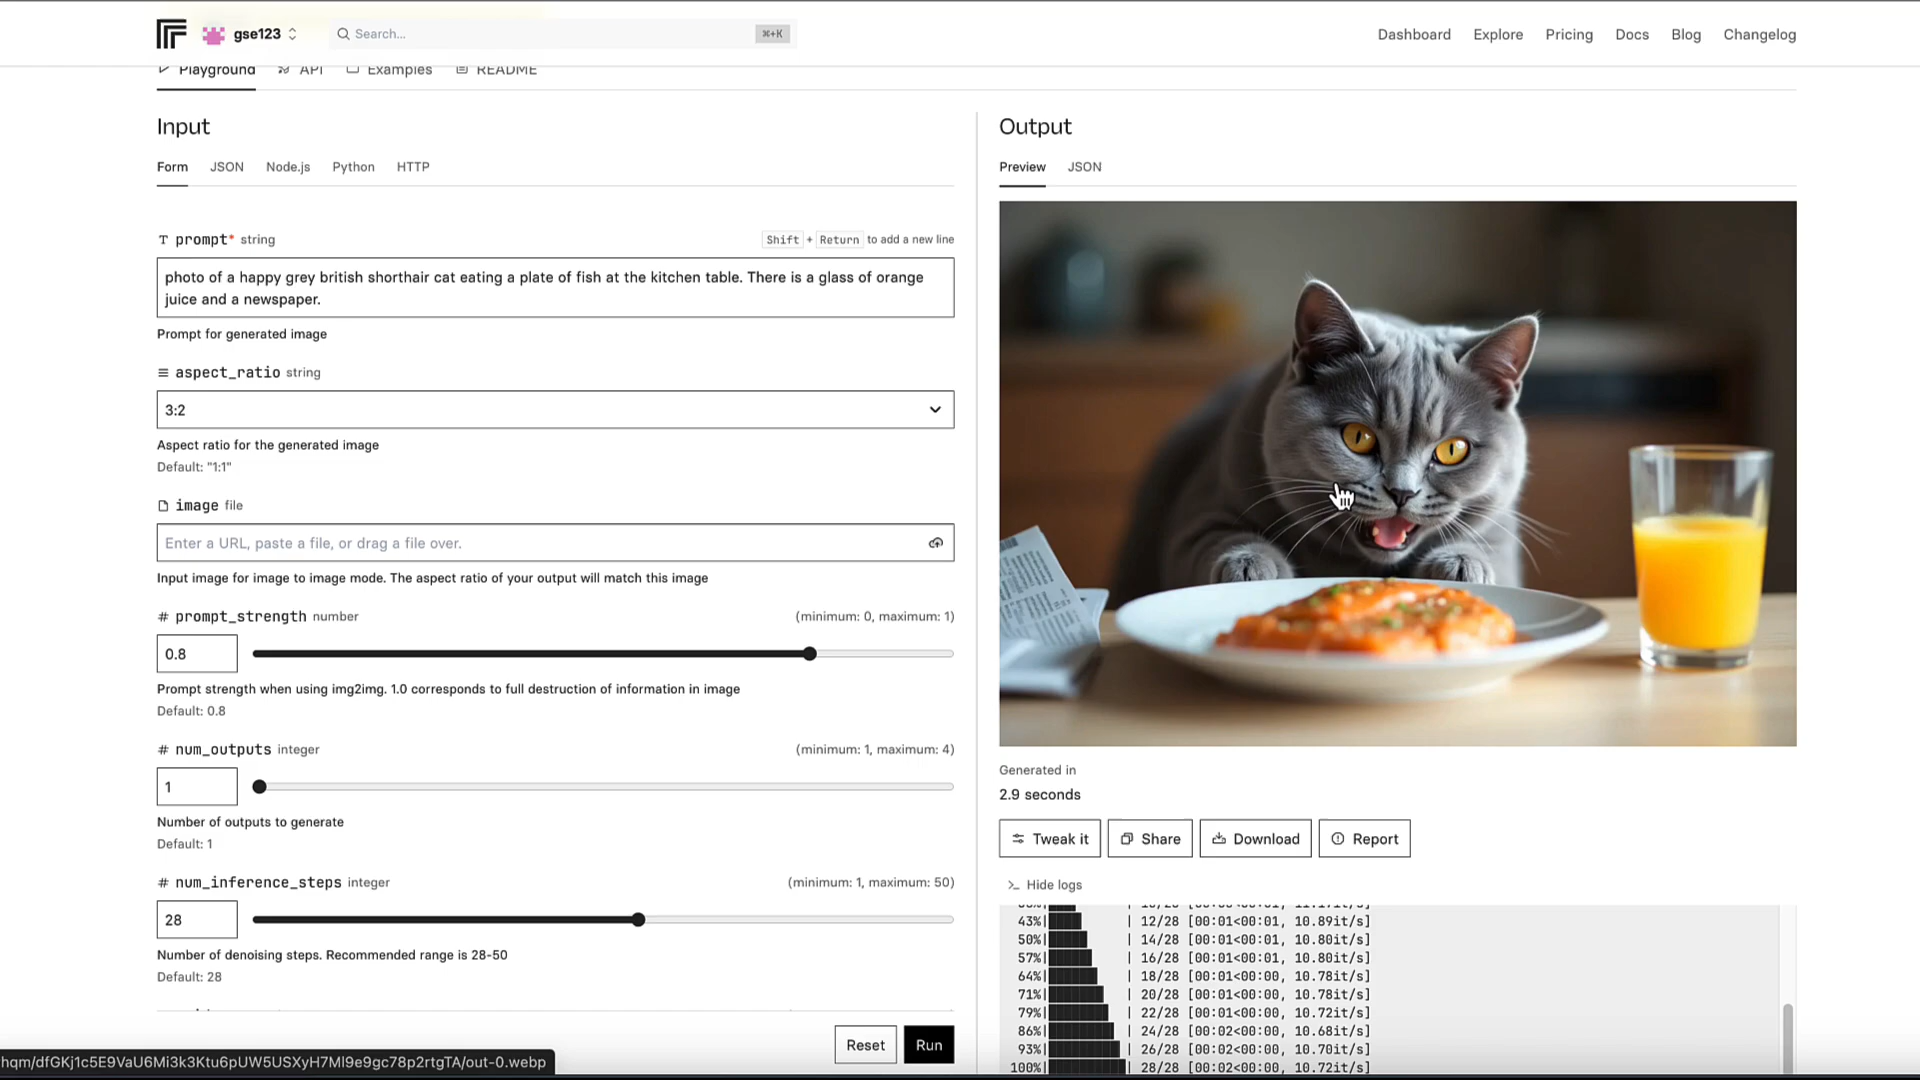 gse123
Search...
⌘+K
Dashboard
Explore
Pricing
Docs
Blog
Changelog
Playground
API
Examples
README
Input
Form
JSON
Node.js
Python
HTTP
prompt* string
Shift + Return to add a new line
photo of a happy grey british shorthair cat eating a plate of fish at the kitchen table. There is a glass of orange
juice and a newspaper.
Prompt for generated image
aspect_ratio string
3:2
Aspect ratio for the generated image
Default: "1:1"
image file
Enter a URL, paste a file, or drag a file over.
Input image for image to image mode. The aspect ratio of your output will match this image
# prompt_strength number
(minimum: 0, maximum: 1)
0.8
Prompt strength when using img2img. 1.0 corresponds to full destruction of information in image
Default: 0.8
# num_outputs integer
(minimum: 1, maximum: 4)
1
Number of outputs to generate
Default: 1
# num_inference_steps integer
(minimum: 1, maximum: 50)
28
Number of denoising steps. Recommended range is 28-50
Default: 28
Reset
Run
hqm/dfGKj1c5E9VaU6Mi3k3Ktu6pUW5USXyH7Ml9e9gc78p2rtgTA/out-0.webp
Output
Preview
JSON
Generated in
2.9 seconds
Tweak it
Share
Download
Report
Hide logs
43%| | 12/28 [00:01<00:01, 10.89it/s]
50%| | 14/28 [00:01<00:01, 10.80it/s]
57%| | 16/28 [00:01<00:01, 10.80it/s]
64%| | 18/28 [00:01<00:00, 10.78it/s]
71%| | 20/28 [00:01<00:00, 10.78it/s]
79%| | 22/28 [00:01<00:00, 10.72it/s]
86%| | 24/28 [00:02<00:00, 10.68it/s]
93%| | 26/28 [00:02<00:00, 10.70it/s]
100%| | 28/28 [00:02<00:00, 10.72it/s]